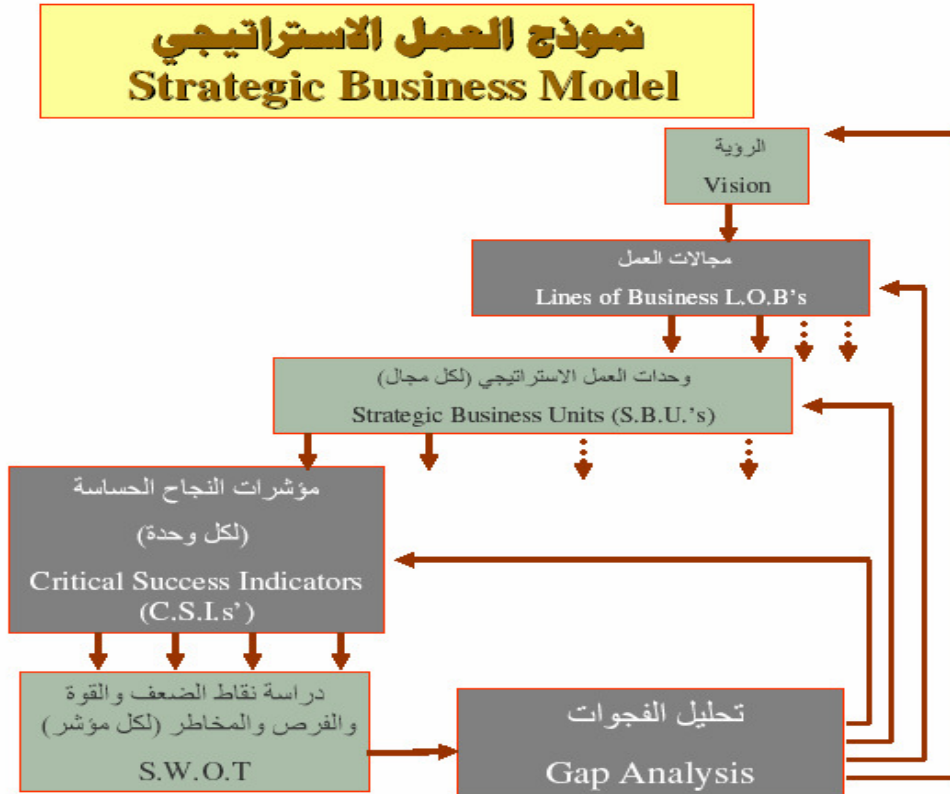 نموذج العمل الاستراتيجي
Strategic Business Model
الرؤية
Vision
مجالات العمل
Lines of Business L.O.B's
وحدات العمل الاستراتيجي (لكل مجال)
Strategic Business Units (S.B.U.'s)
مؤشرات النجاح الحساسة
(لكل وحدة)
Critical Success Indicators
(C.S.I.s')
دراسة نقاط الضعف والقوة
والفرص والمخاطر (لكل مؤشر)
S.W.O.T
تحليل الفجوات
Gap Analysis